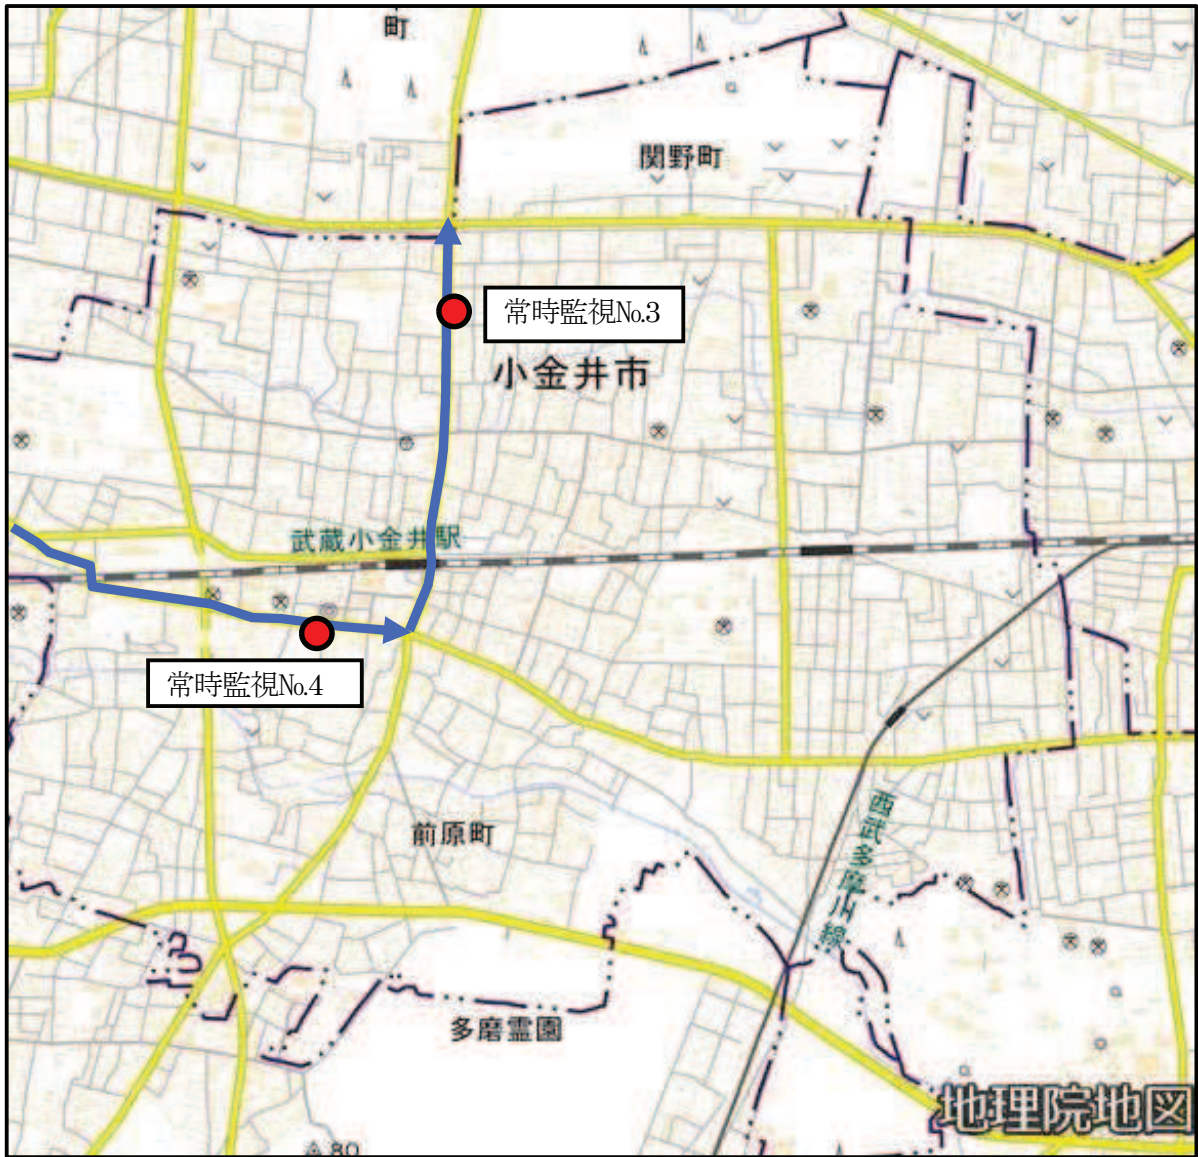 町
関野町
常時監視No.3
小金井市
武蔵小金井駅
常時監視No.4
西武多摩川線
前原町
多磨霊園
80
地理院地図